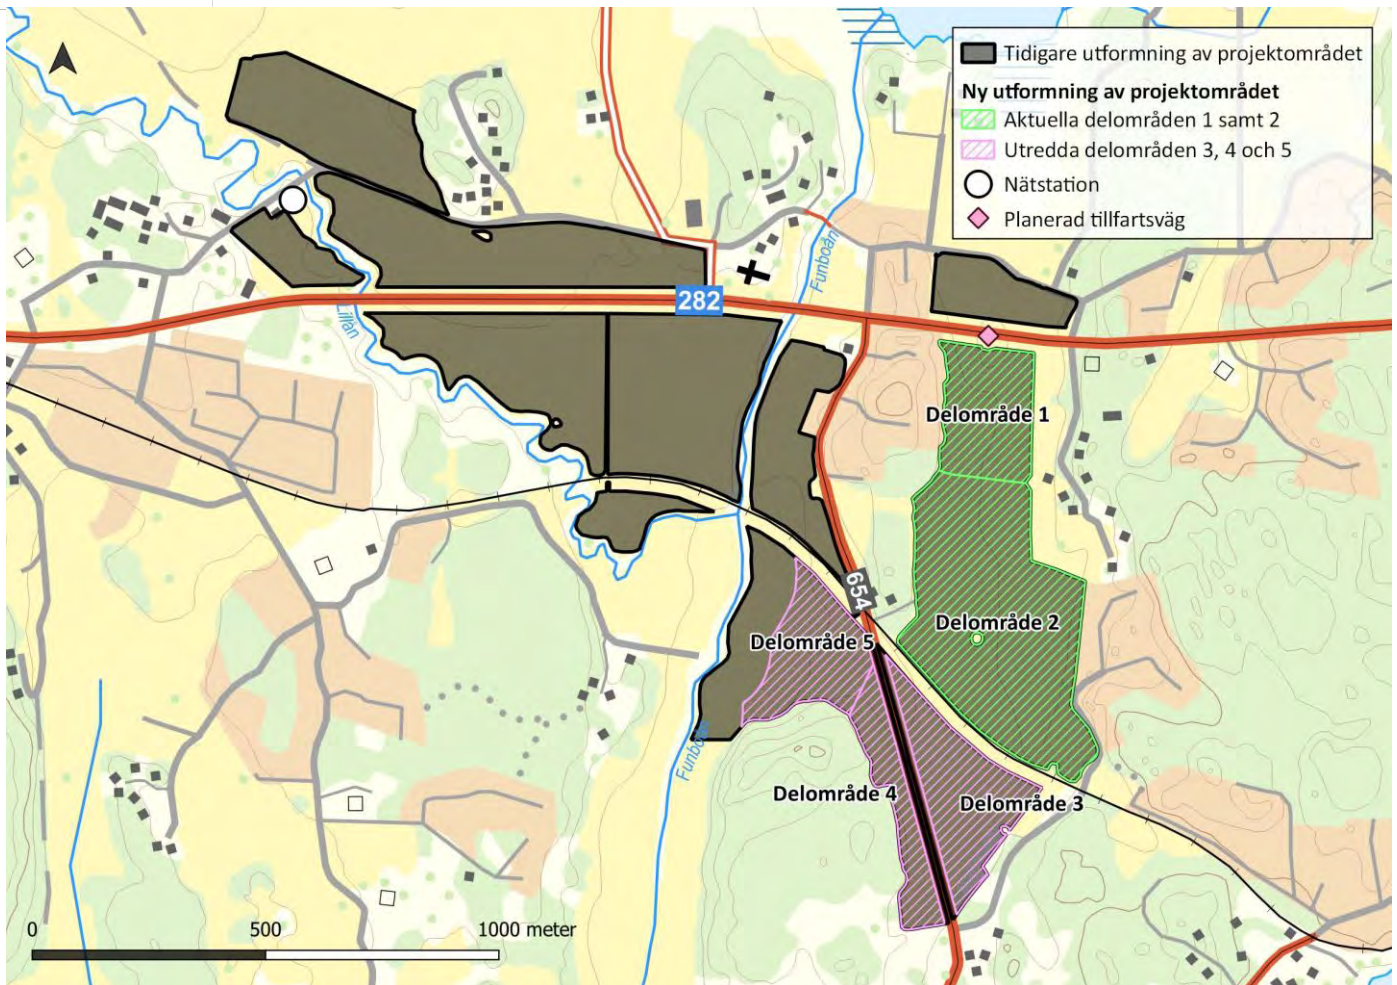 Tidigare utformning av projektområdet
Ny utformning av projektområdet
Aktuella delområden 1 samt 2
Utredda delområden 3, 4 och 5
Nätstation
Planerad tillfartsväg
Funboån
282
Lillån
Delområde 1
654
Delområde 2
Delområde 5
Funboån
Delområde 4
Delområde 3
0 500 1000 meter